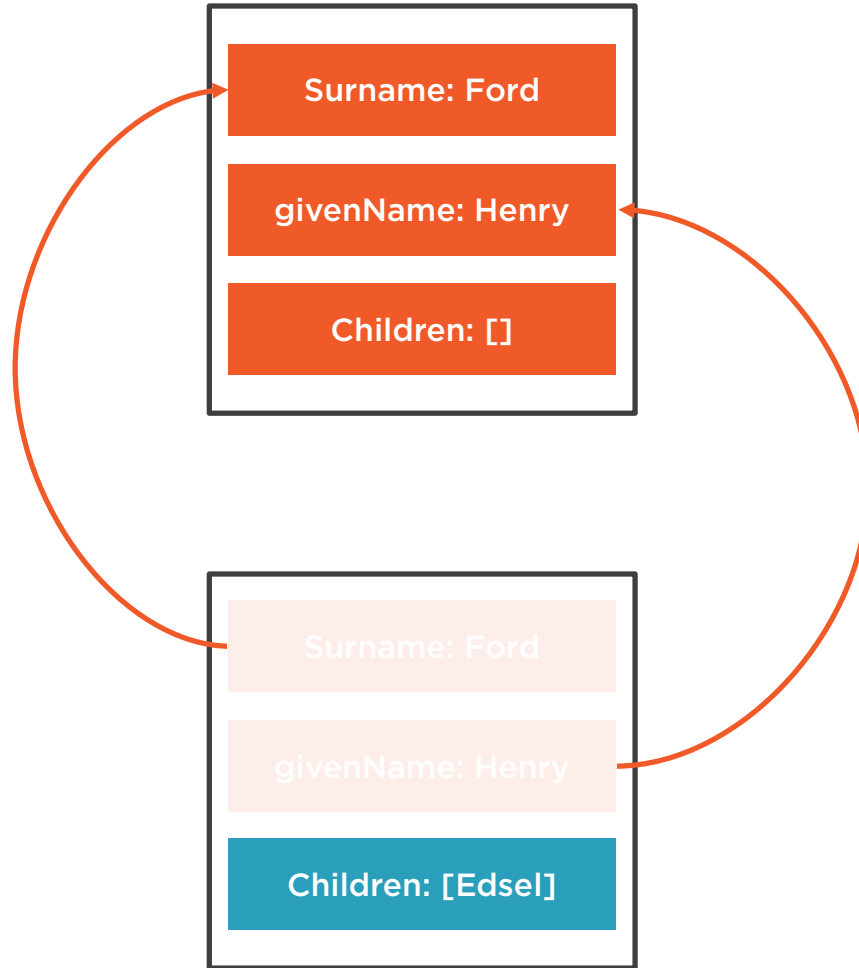 Surname: Ford
givenName: Henry
Children: []
Surname: Ford
givenName: Henry
Children: [Edsel]